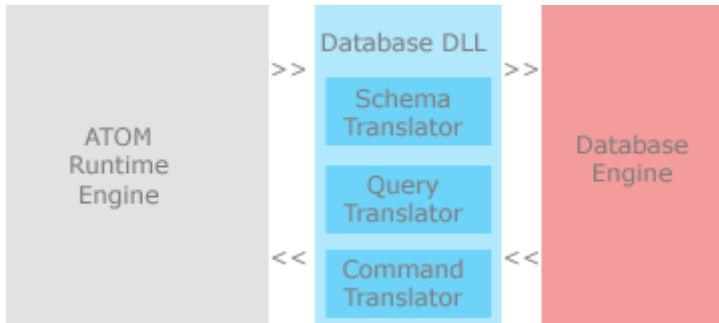 ATOM
Runtime
Engine
>>
<<
Database DLL
Schema
Translator
Query
Translator
Command
Translator
>>
<<
Database
Engine